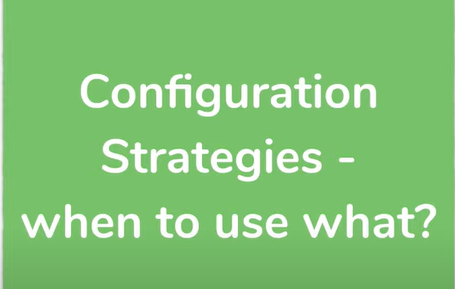 Configuration
Strategies -
when to use what?